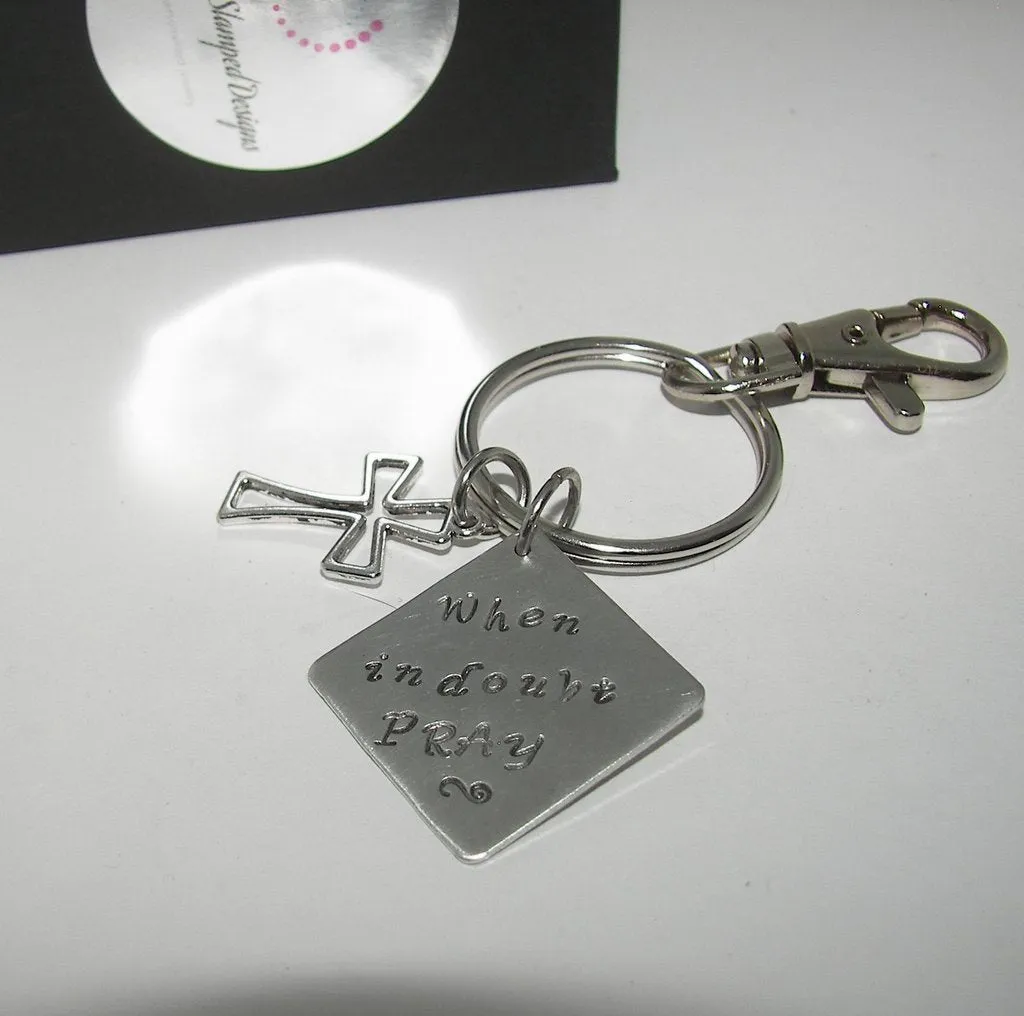 Stamped Designs
When
in doubt
PRAy